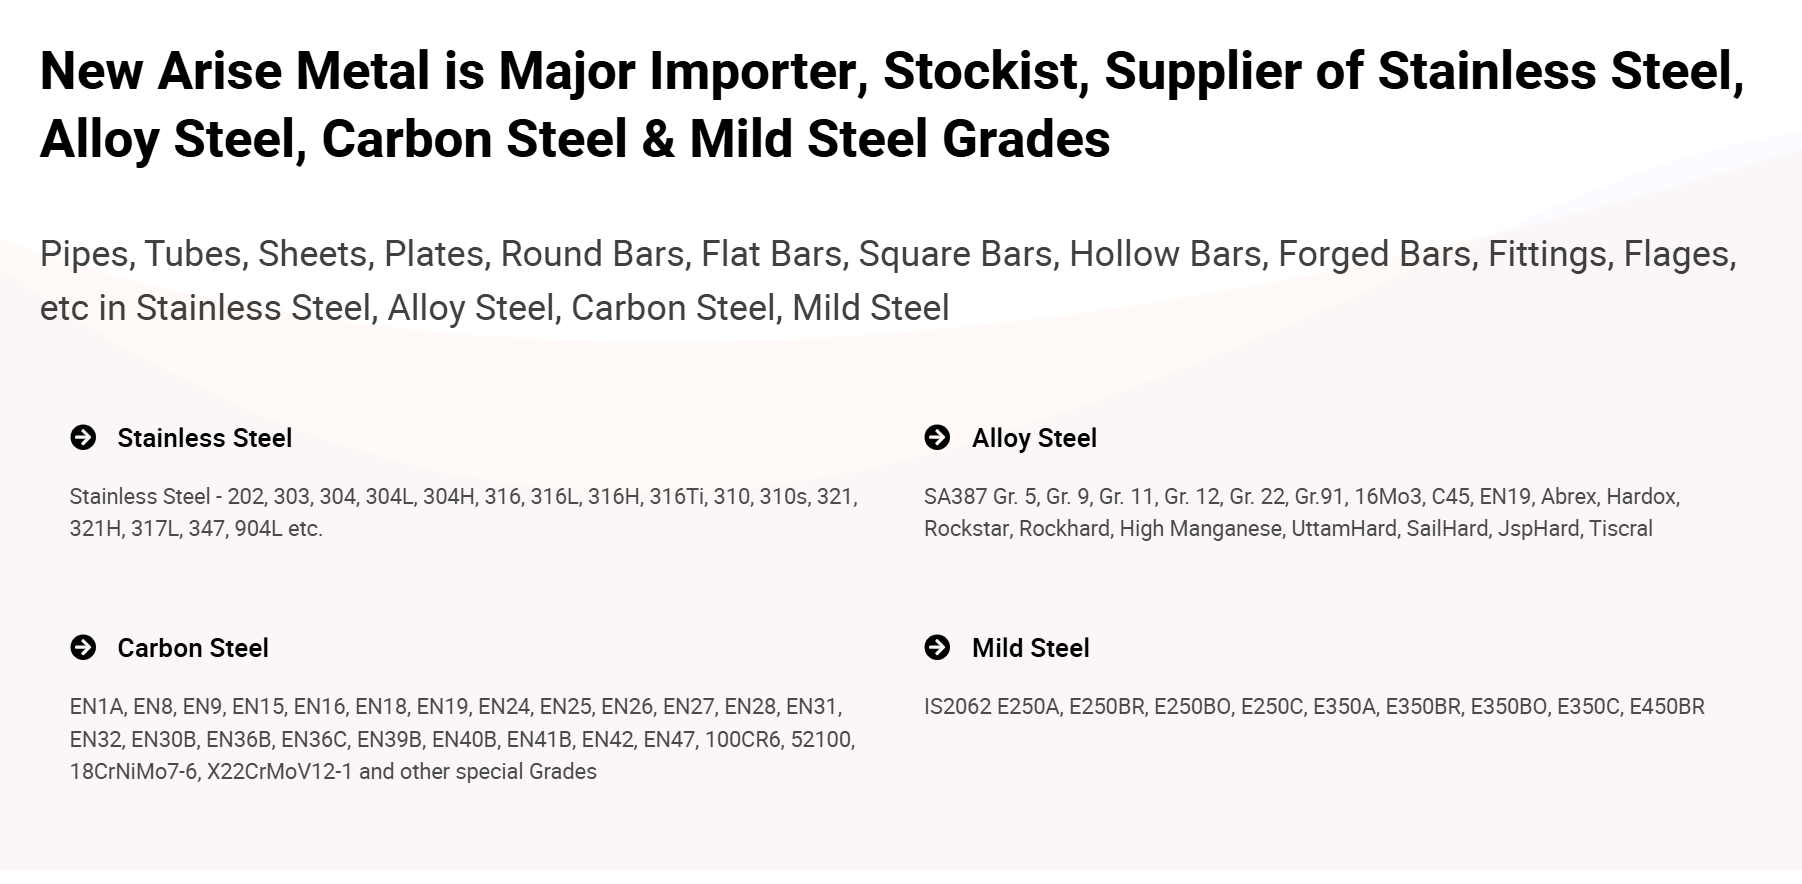 New Arise Metal is Major Importer, Stockist, Supplier of Stainless Steel,
Alloy Steel, Carbon Steel & Mild Steel Grades
Pipes, Tubes, Sheets, Plates, Round Bars, Flat Bars, Square Bars, Hollow Bars, Forged Bars, Fittings, Flages,
etc in Stainless Steel, Alloy Steel, Carbon Steel, Mild Steel
Stainless Steel
Stainless Steel - 202, 303, 304, 304L, 304H, 316, 316L, 316H, 316Ti, 310, 310s, 321,
321H, 317L, 347, 904L etc.
Alloy Steel
SA387 Gr. 5, Gr. 9, Gr. 11, Gr. 12, Gr. 22, Gr.91, 16Mo3, C45, EN19, Abrex, Hardox,
Rockstar, Rockhard, High Manganese, UttamHard, SailHard, JspHard, Tiscral
Carbon Steel
EN1A, EN8, EN9, EN15, EN16, EN18, EN19, EN24, EN25, EN26, EN27, EN28, EN31,
EN32, EN30B, EN36B, EN36C, EN39B, EN40B, EN41B, EN42, EN47, 100CR6, 52100,
18CrNiMo7-6, X22CrMoV12-1 and other special Grades
Mild Steel
IS2062 E250A, E250BR, E250BO, E250C, E350A, E350BR, E350BO, E350C, E450BR